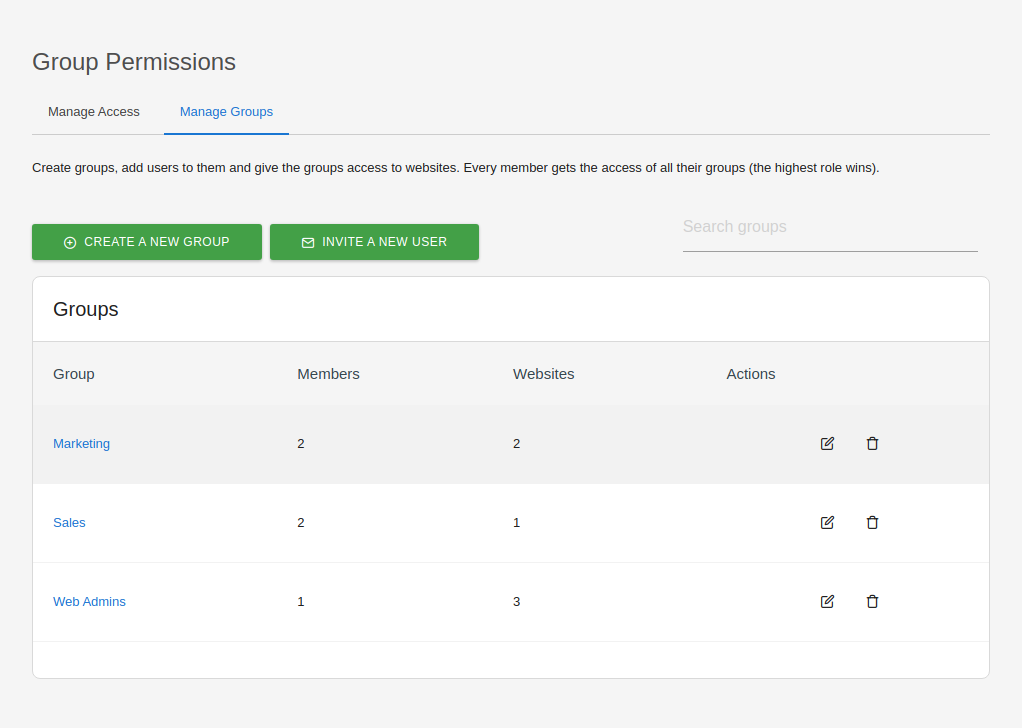 Group Permissions
Manage Access Manage Groups
Create groups, add users to them and give the groups access to websites. Every member gets the access of all their groups (the highest role wins).
CREATE A NEW GROUP INVITE A NEW USER Search groups
Groups
Group Members Websites Actions
Marketing 2 2
Sales 2 1
Web Admins 1 3